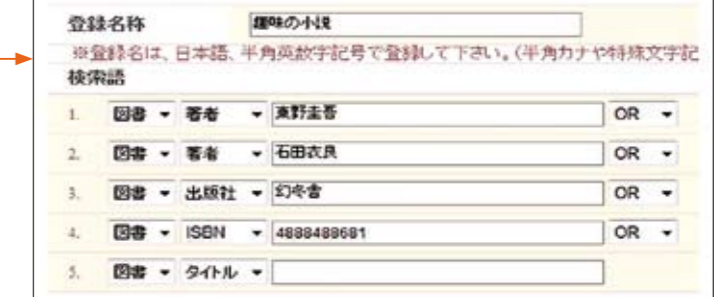 登録名称 趣味の小説
※登録名は、日本語、半角英数字記号で登録して下さい。(半角カナや特殊文字記
検索語
1. 図書 著者 東野圭吾 OR
2. 図書 著者 石田衣良 OR
3. 図書 出版社 幻冬舎 OR
4. 図書 ISBN 4888488681 OR
5. 図書 タイトル